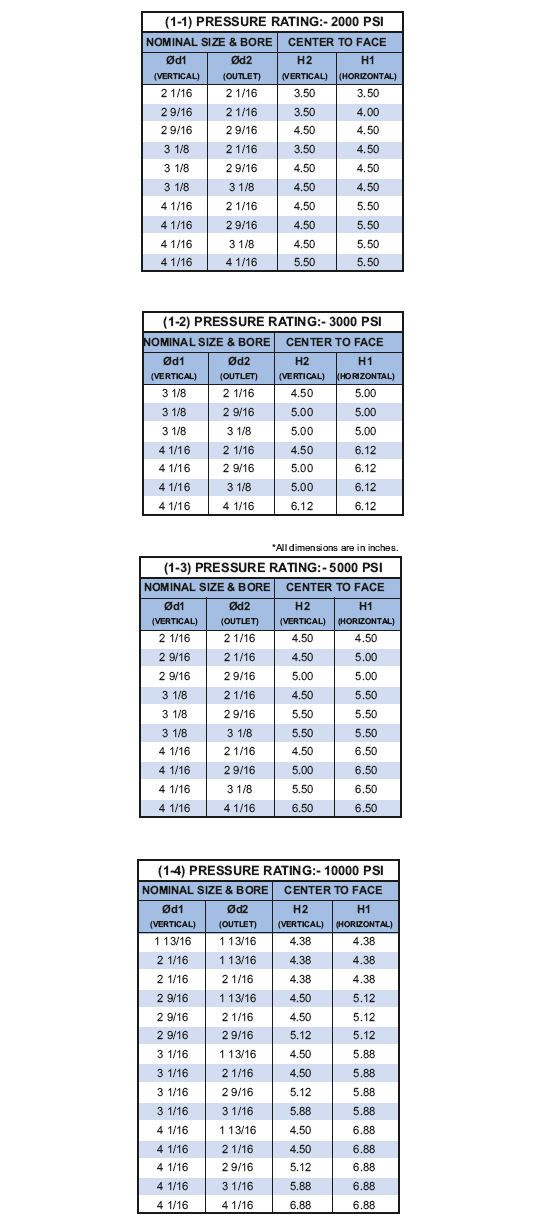 (1-1) PRESSURE RATING:- 2000 PSI
NOMINAL SIZE & BORE CENTER TO FACE
Ød1 Ød2 H2 H1
(VERTICAL) (OUTLET) (VERTICAL) (HORIZONTAL)
2 1/16 2 1/16 3.50 3.50
2 9/16 2 1/16 3.50 4.00
2 9/16 2 9/16 4.50 4.50
3 1/8 2 1/16 3.50 4.50
3 1/8 2 9/16 4.50 4.50
3 1/8 3 1/8 4.50 4.50
4 1/16 2 1/16 4.50 5.50
4 1/16 2 9/16 4.50 5.50
4 1/16 3 1/8 4.50 5.50
4 1/16 4 1/16 5.50 5.50
(1-2) PRESSURE RATING:- 3000 PSI
NOMINAL SIZE & BORE CENTER TO FACE
Ød1 Ød2 H2 H1
(VERTICAL) (OUTLET) (VERTICAL) (HORIZONTAL)
3 1/8 2 1/16 4.50 5.00
3 1/8 2 9/16 5.00 5.00
3 1/8 3 1/8 5.00 5.00
4 1/16 2 1/16 4.50 6.12
4 1/16 2 9/16 5.00 6.12
4 1/16 3 1/8 5.00 6.12
4 1/16 4 1/16 6.12 6.12
*All dimensions are in inches.
(1-3) PRESSURE RATING:- 5000 PSI
NOMINAL SIZE & BORE CENTER TO FACE
Ød1 Ød2 H2 H1
(VERTICAL) (OUTLET) (VERTICAL) (HORIZONTAL)
2 1/16 2 1/16 4.50 4.50
2 9/16 2 1/16 4.50 5.00
2 9/16 2 9/16 5.00 5.00
3 1/8 2 1/16 4.50 5.50
3 1/8 2 9/16 5.50 5.50
3 1/8 3 1/8 5.50 5.50
4 1/16 2 1/16 4.50 6.50
4 1/16 2 9/16 5.00 6.50
4 1/16 3 1/8 5.50 6.50
4 1/16 4 1/16 6.50 6.50
(1-4) PRESSURE RATING:- 10000 PSI
NOMINAL SIZE & BORE CENTER TO FACE
Ød1 Ød2 H2 H1
(VERTICAL) (OUTLET) (VERTICAL) (HORIZONTAL)
1 13/16 1 13/16 4.38 4.38
2 1/16 1 13/16 4.38 4.38
2 1/16 2 1/16 4.38 4.38
2 9/16 1 13/16 4.50 5.12
2 9/16 2 1/16 4.50 5.12
2 9/16 2 9/16 5.12 5.12
3 1/16 1 13/16 4.50 5.88
3 1/16 2 1/16 4.50 5.88
3 1/16 2 9/16 5.12 5.88
3 1/16 3 1/16 5.88 5.88
4 1/16 1 13/16 4.50 6.88
4 1/16 2 1/16 4.50 6.88
4 1/16 2 9/16 5.12 6.88
4 1/16 3 1/16 5.88 6.88
4 1/16 4 1/16 6.88 6.88